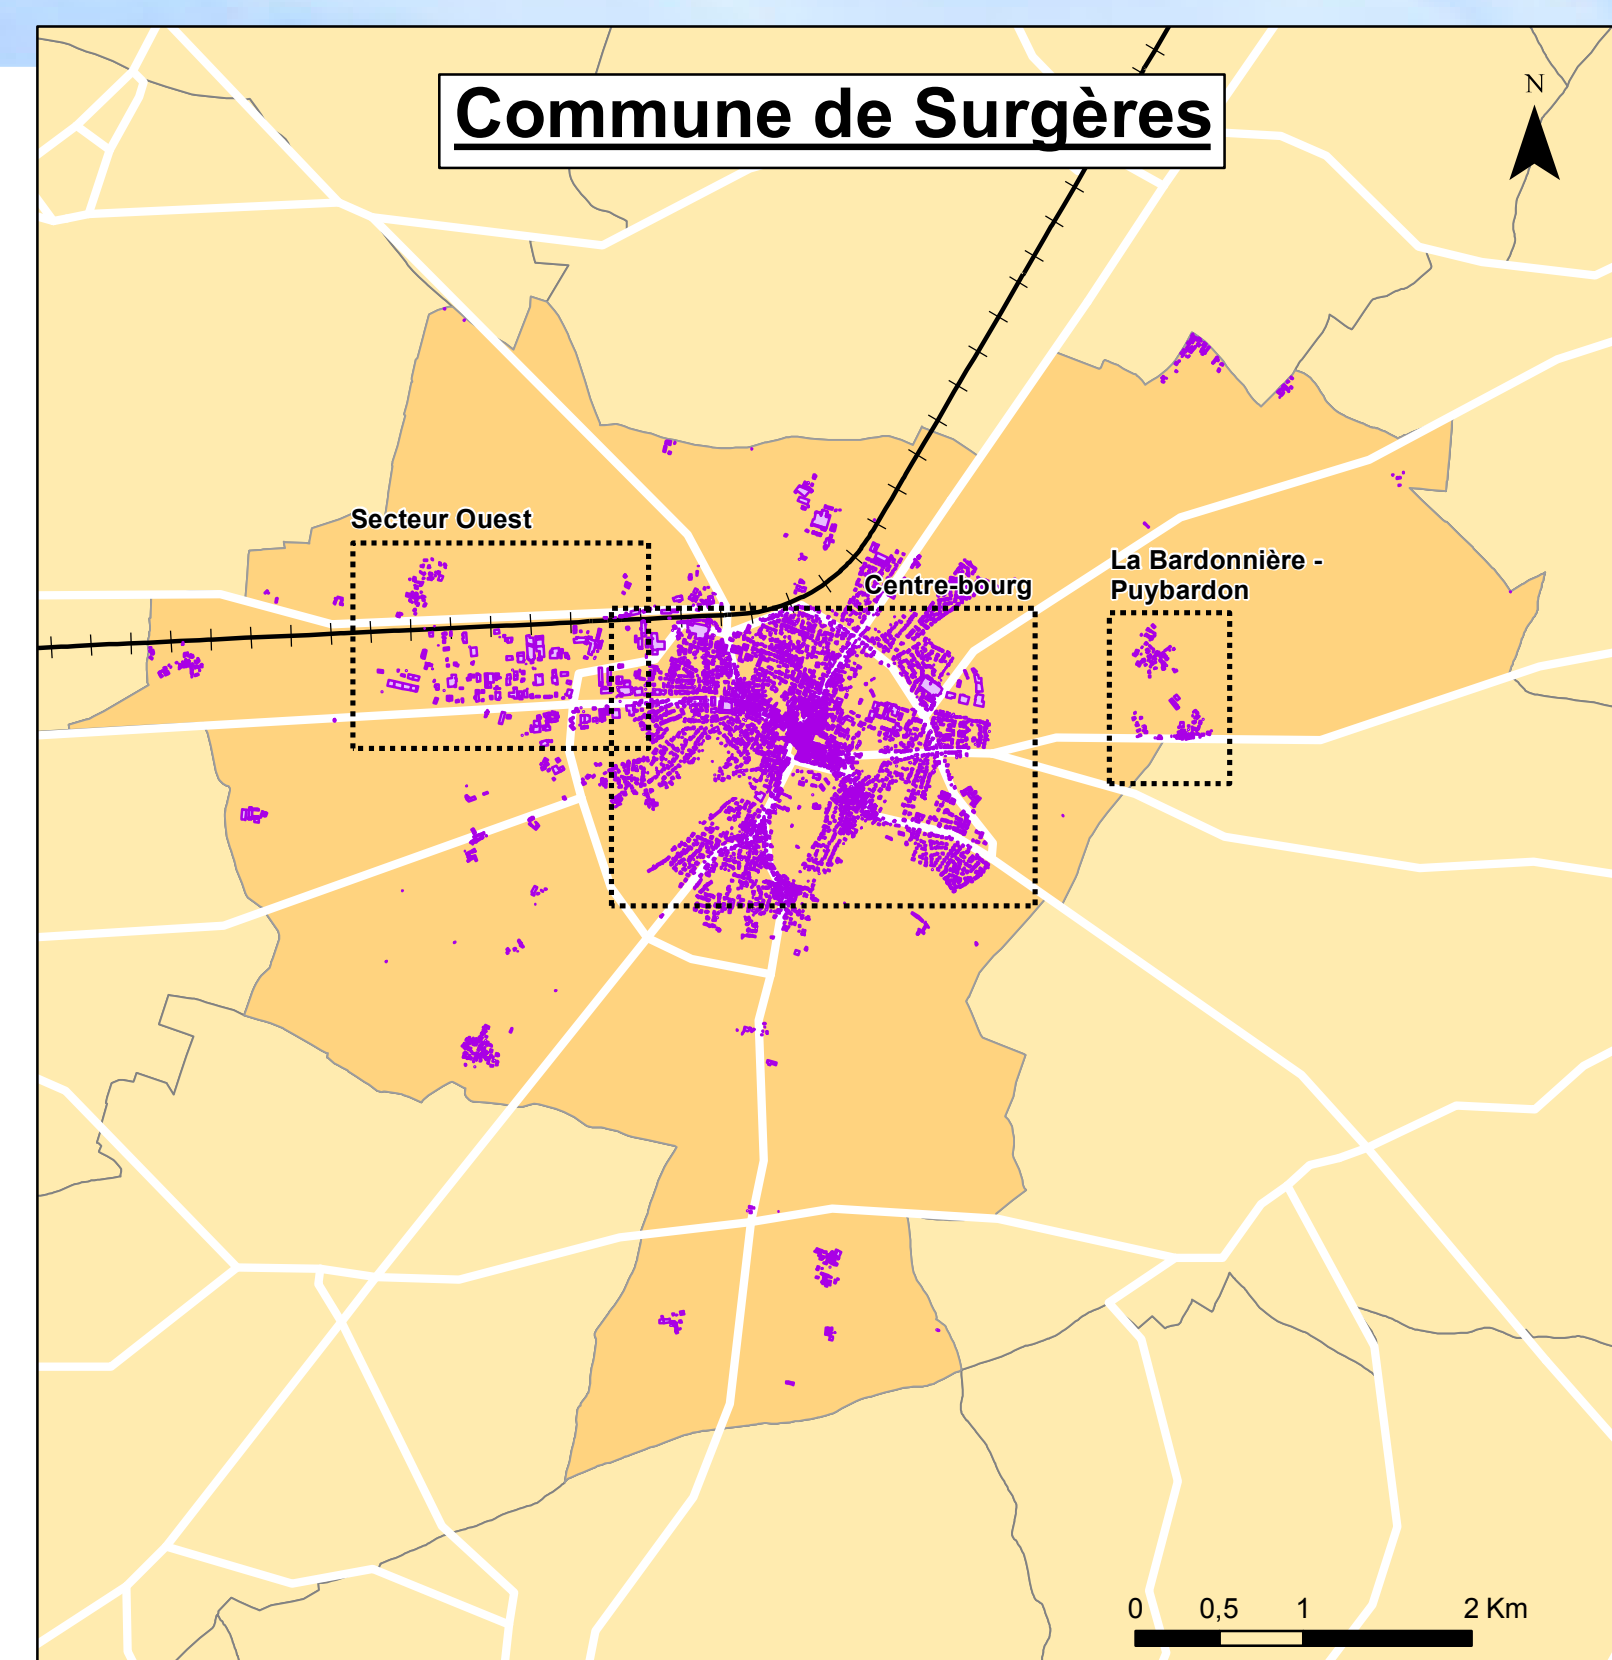 Commune de Surgères
N
Secteur Ouest
Centre-bourg
La Bardonnière -
Puybardon
0 0,5 1 2 Km